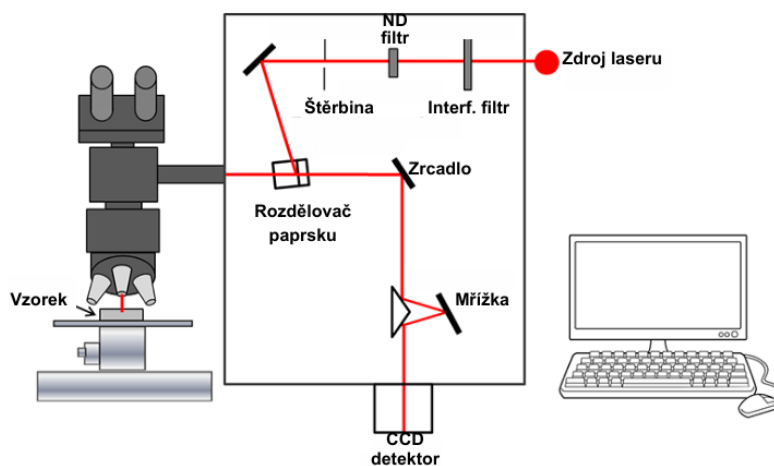 ND
filtr
Zdroj laseru
Štěrbina
Interf. filtr
Zrcadlo
Rozdělovač
paprsku
Vzorek
Mřížka
CCD
detektor